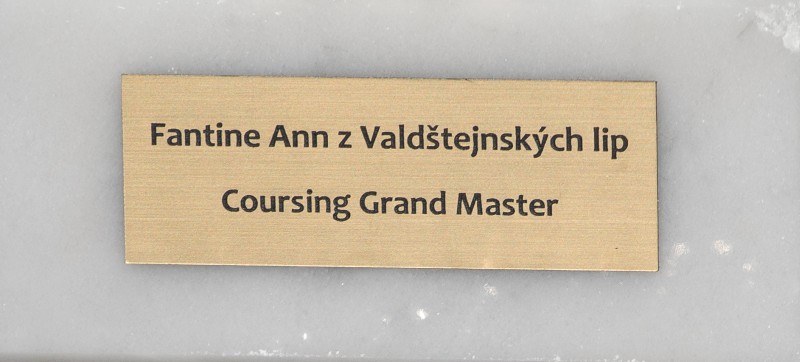 Fantine Ann z Valdštejnských lip
Coursing Grand Master